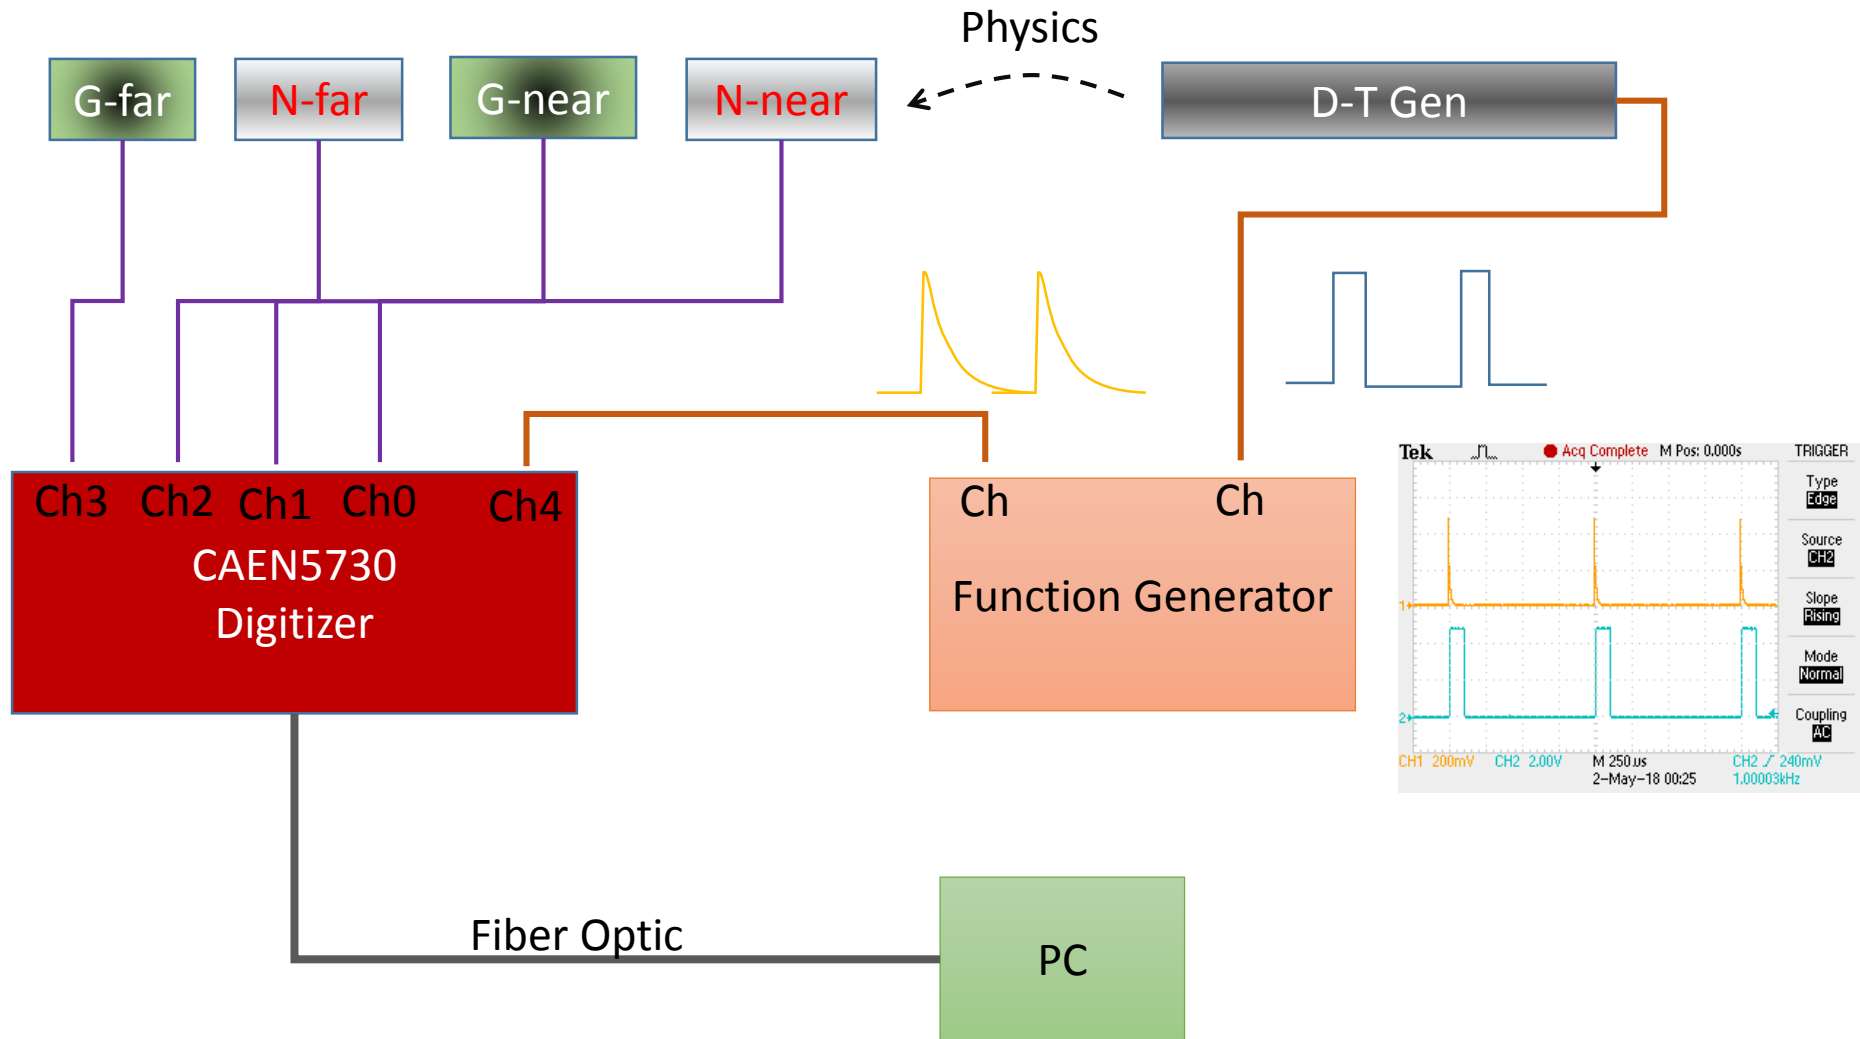 Physics
G-far
N-far
G-near
N-near
D-T Gen
Ch3
Ch2
Ch1
Ch0
Ch4
CAEN5730
Digitizer
Ch
Ch
Function Generator
Tek
Acq Complete
M Pos: 0.000s
TRIGGER
Type
Edge
Source
CH2
Slope
Rising
Mode
Normal
Coupling
AC
1
2
CH1 200mV
CH2 2.00V
M 250us
CH2 240mV
2-May-18 00:25
1.00003kHz
Fiber Optic
PC